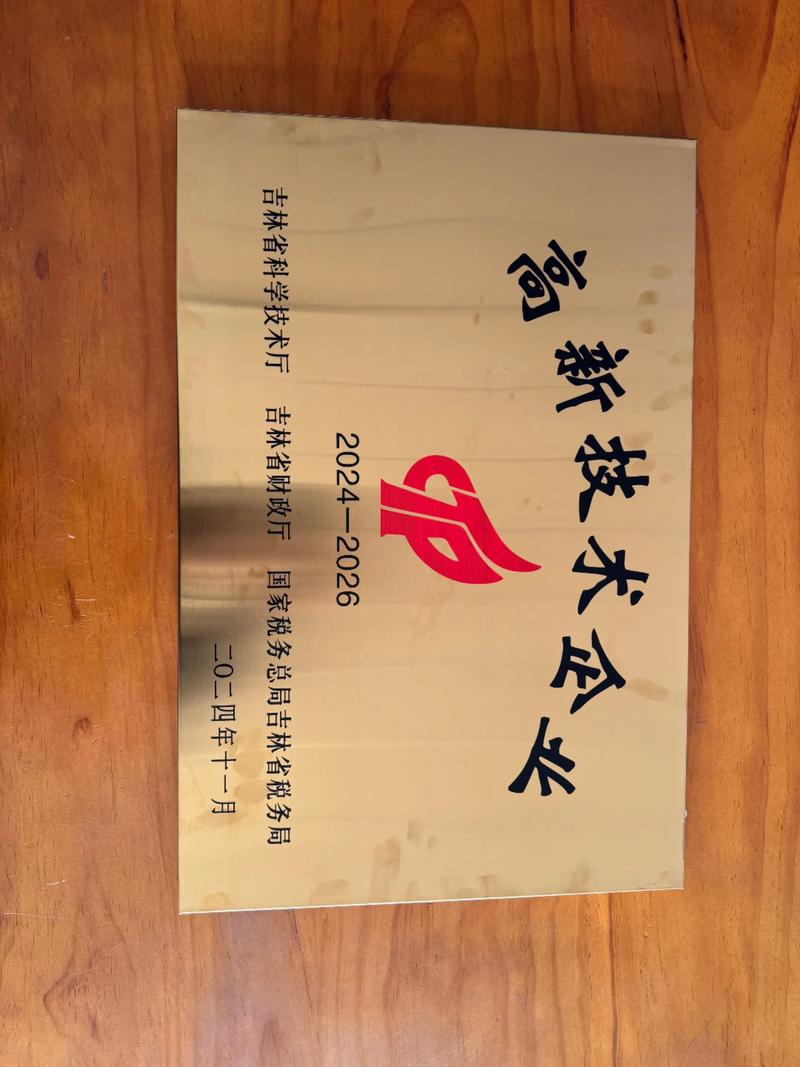 高新技术企业
2024—2026
吉林省科学技术厅 吉林省财政厅 国家税务总局吉林省税务局
二〇二四年十一月